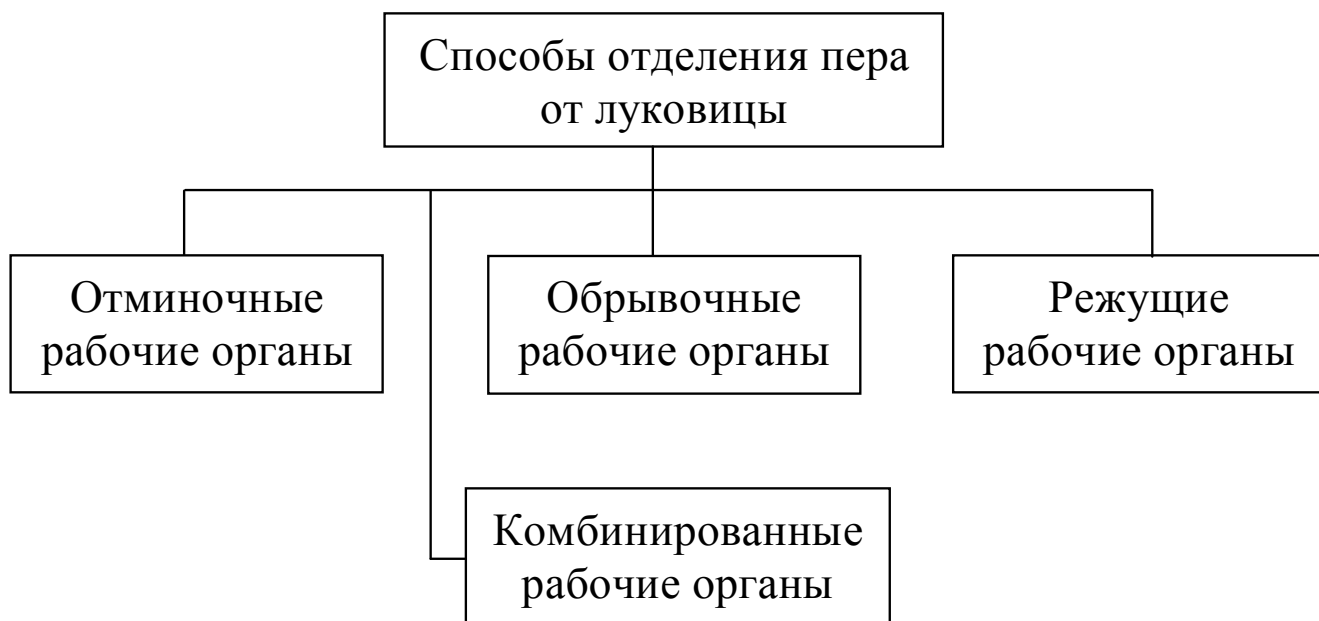 Способы отделения пера
от луковицы
Отминочные
рабочие органы
Обрывочные
рабочие органы
Режущие
рабочие органы
Комбинированные
рабочие органы